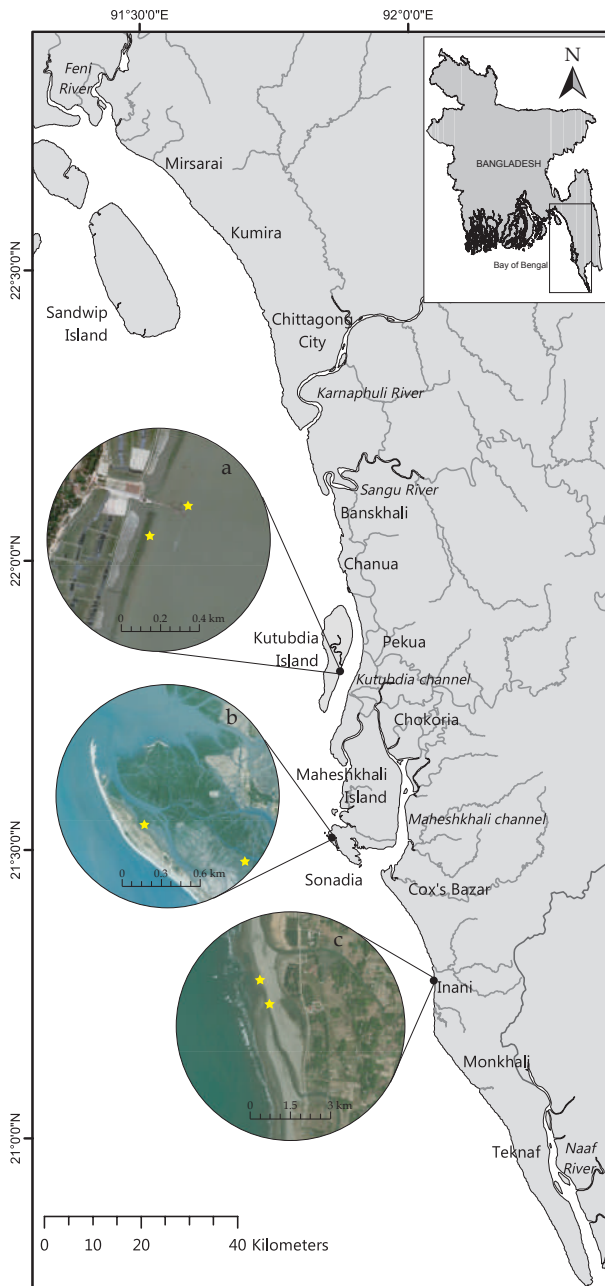 91°30'0"E
92°0'0"E
Feni
River
N
Mirsarai
BANGLADESH
Kumira
Bay of Bengal
22°30'0"N
Sandwip
Island
Chittagong
City
Karnaphuli River
a
Sangu River
Banskhali
22°0'0"N
Chanua
0 0.2 0.4 km
Kutubdia
Island
Pekua
Kutubdia channel
b
Chokoria
Maheshkhali
Island
Maheshkhali channel
21°30'0"N
0 0.3 0.6 km
Sonadia
Cox's Bazar
c
Inani
Monkhali
0 1.5 3 km
21°0'0"N
Teknaf
Naaf
River
0 10 20 40 Kilometers